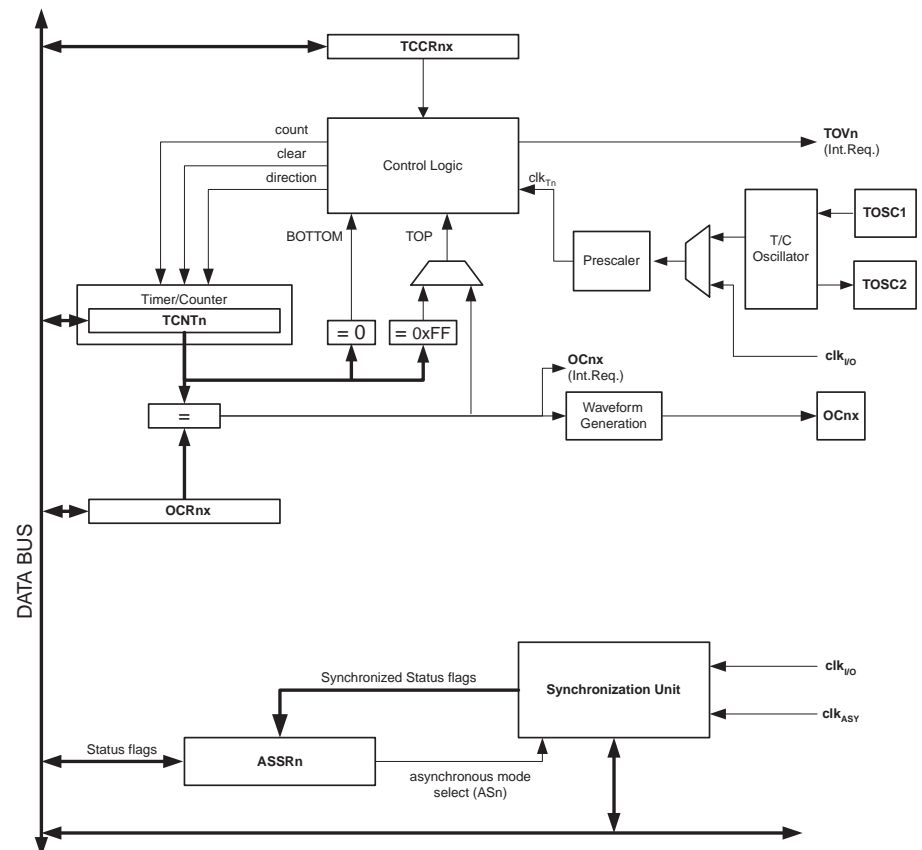 TCCRnx
count
clear
direction
Control Logic
TOVn
(Int.Req.)
clkTn
BOTTOM
TOP
TOSC1
T/C
Oscillator
Prescaler
TOSC2
Timer/Counter
TCNTn
= 0
= 0xFF
clkI/O
OCnx
(Int.Req.)
=
Waveform
Generation
OCnx
OCRnx
DATA BUS
Synchronized Status flags
Synchronization Unit
clkI/O
clkASY
Status flags
ASSRn
asynchronous mode
select (ASn)